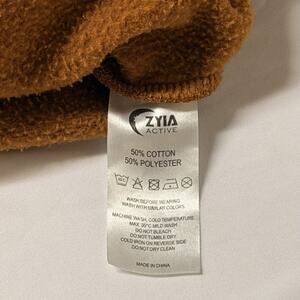 ZYIA
ACTIVE
50% COTTON
50% POLYESTER
WASH BEFORE WEARING
WASH WITH SIMILAR COLORS
MACHINE WASH, COLD TEMPERATURE
MAX 30°C MILD WASH
DO NOT BLEACH
DO NOT TUMBLE DRY
COLD IRON ON REVERSE SIDE
DO NOT DRY CLEAN
MADE IN CHINA